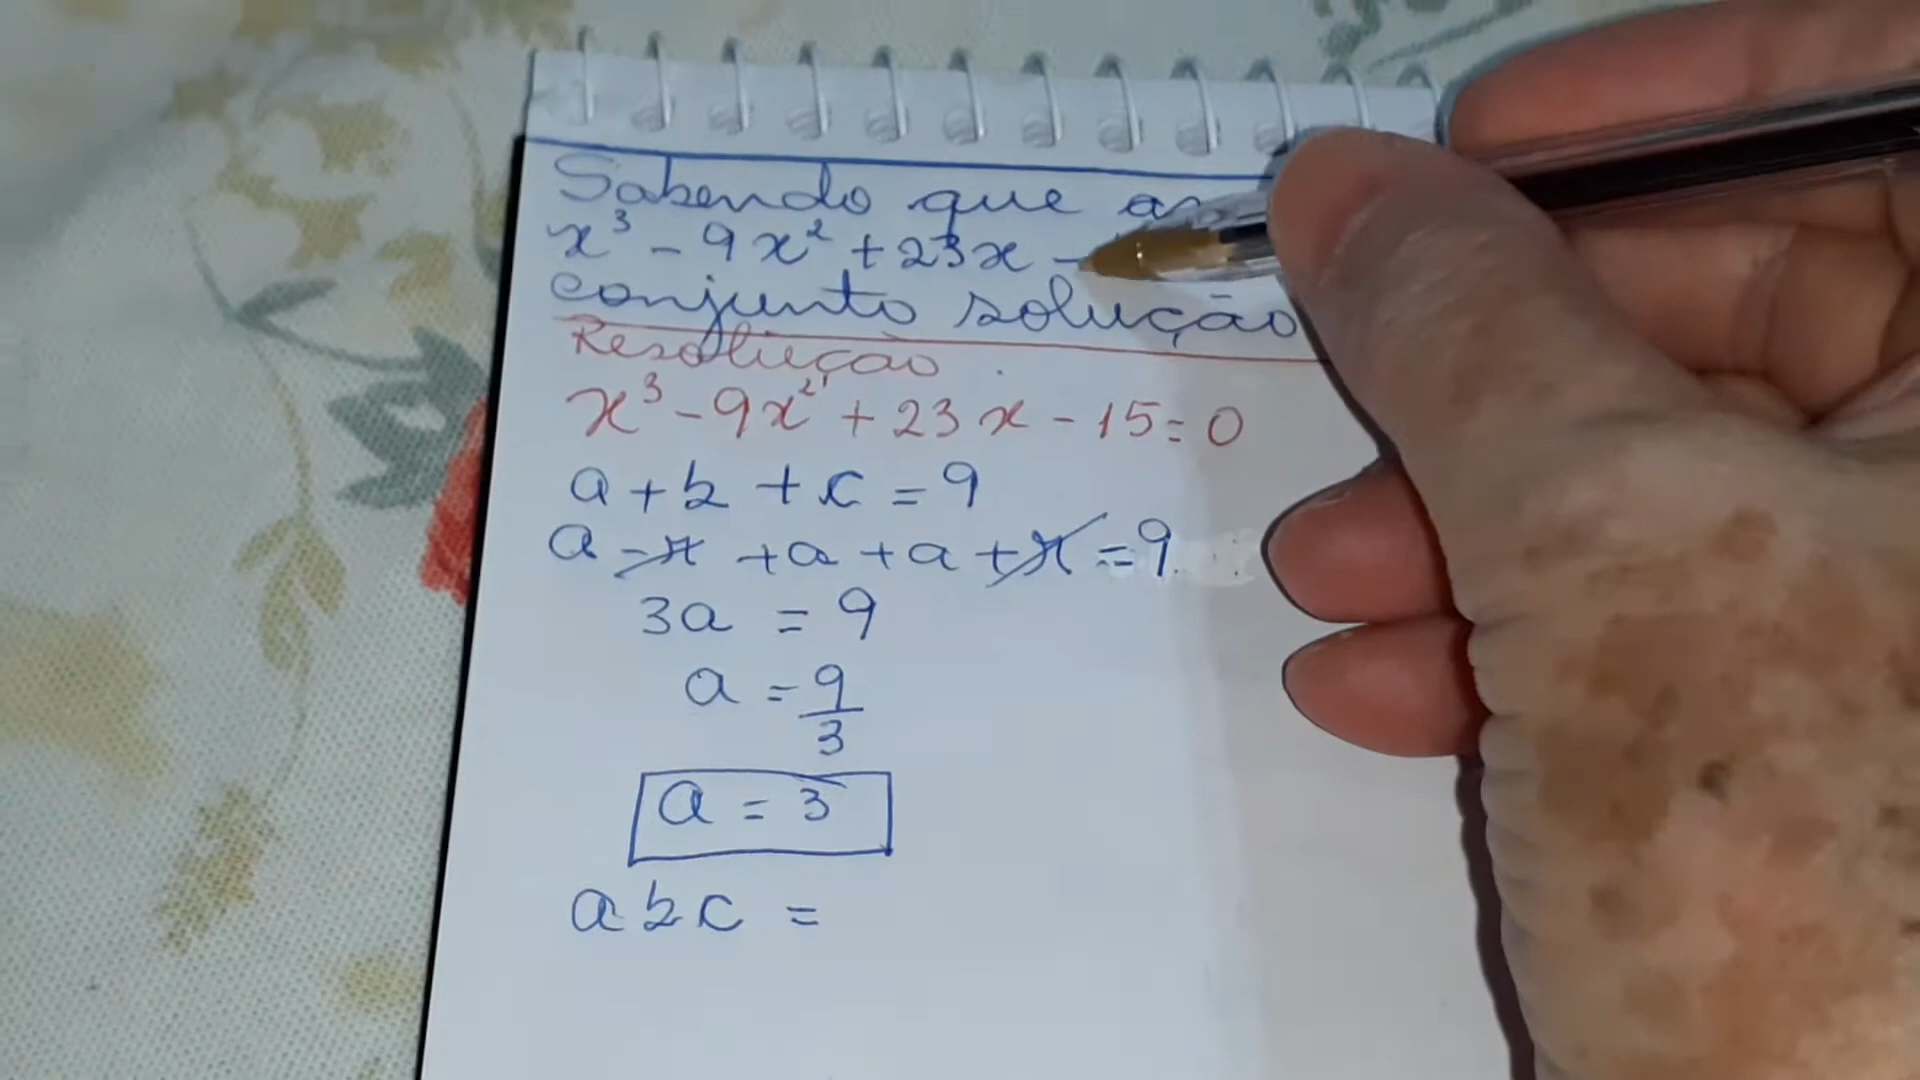 Sabendo que as
x³ - 9x² + 23x -
conjunto solução
Resolução
x³ - 9x² + 23x - 15 = 0
a + b + c = 9
a - r + a + a + r = 9
3a = 9
a = 9/3
a = 3
a b c =